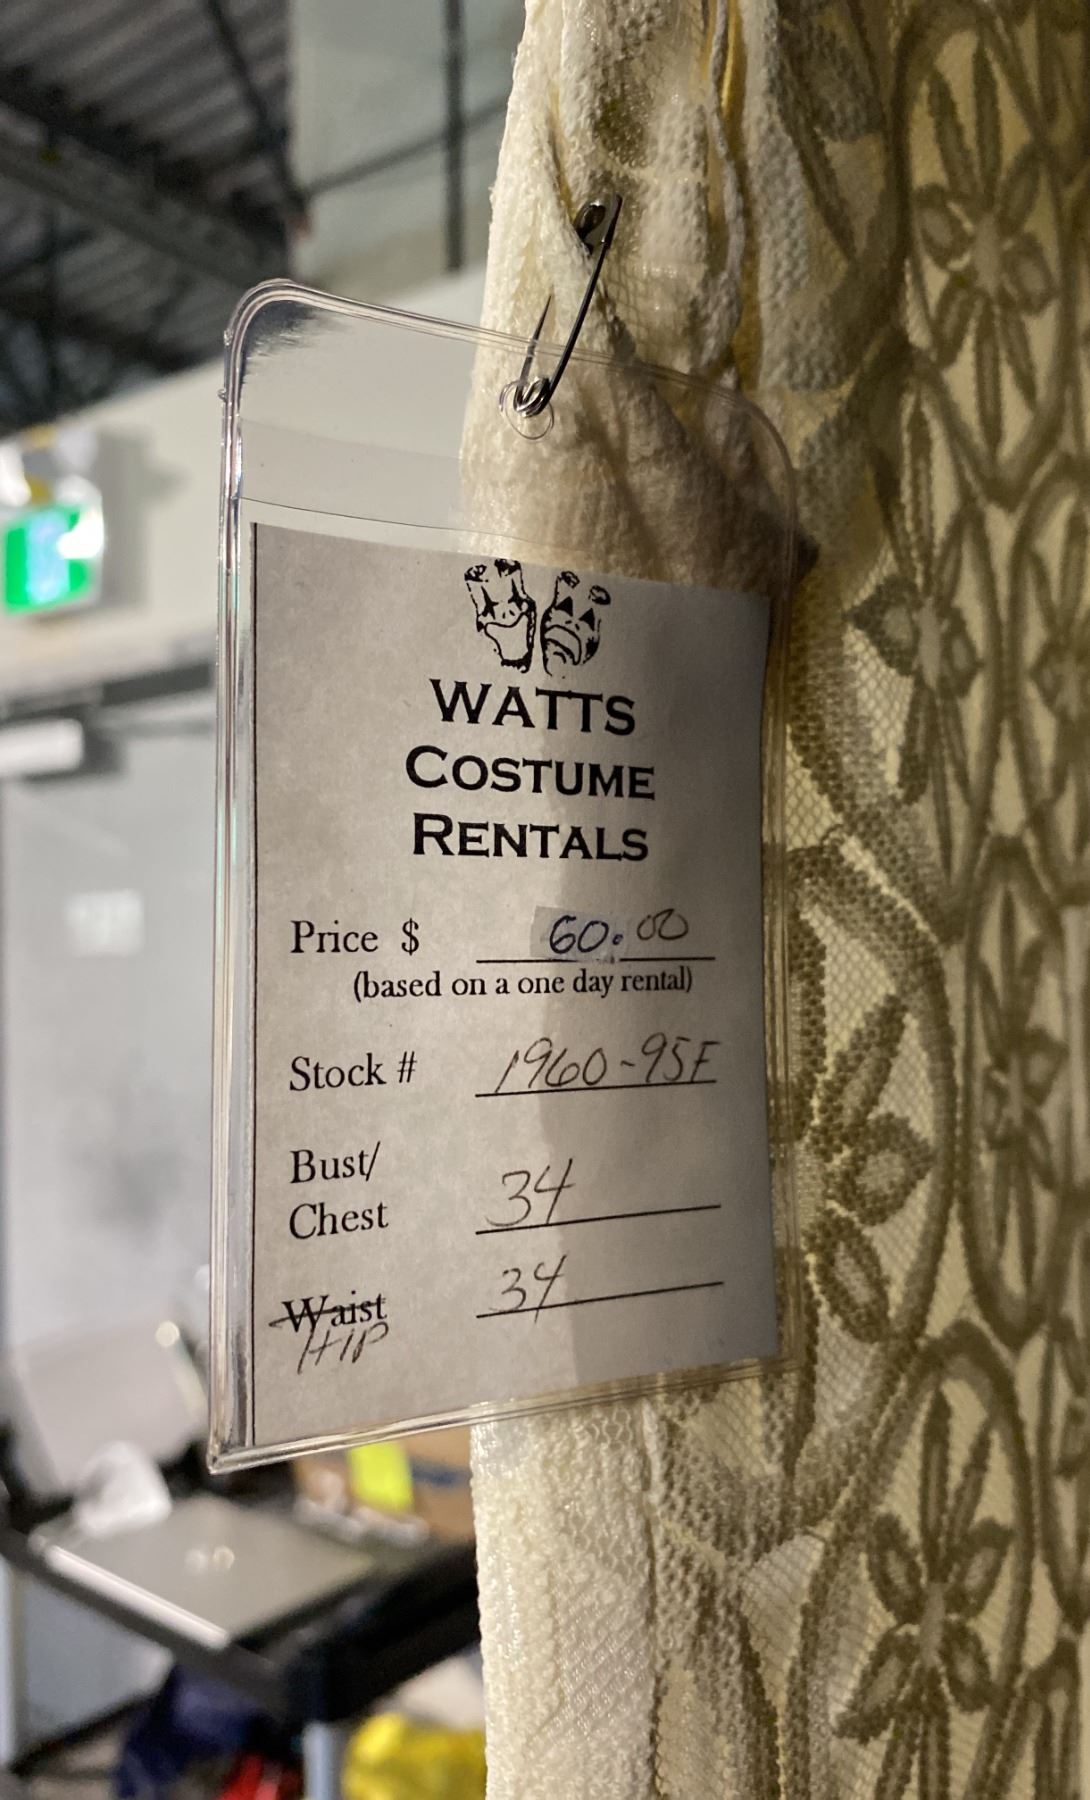 WATTS
COSTUME
RENTALS
Price $ 60.00
(based on a one day rental)
Stock # 1960-95F
Bust/
Chest 34
Waist 34
HIP